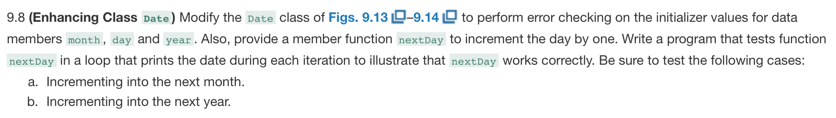 9.8 (Enhancing Class Date) Modify the Date class of Figs. 9.13–9.14 to perform error checking on the initializer values for data
members month, day and year. Also, provide a member function nextDay to increment the day by one. Write a program that tests function
nextDay in a loop that prints the date during each iteration to illustrate that nextDay works correctly. Be sure to test the following cases:
a. Incrementing into the next month.
b. Incrementing into the next year.